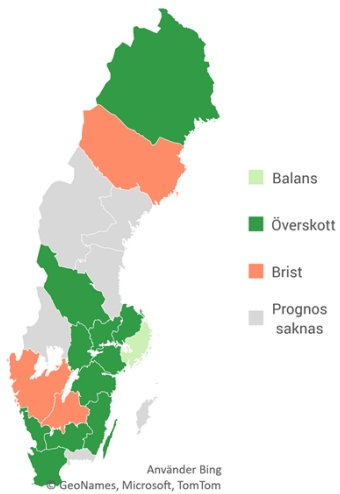 Balans
Överskott
Brist
Prognos
saknas
Använder Bing
© GeoNames, Microsoft, TomTom